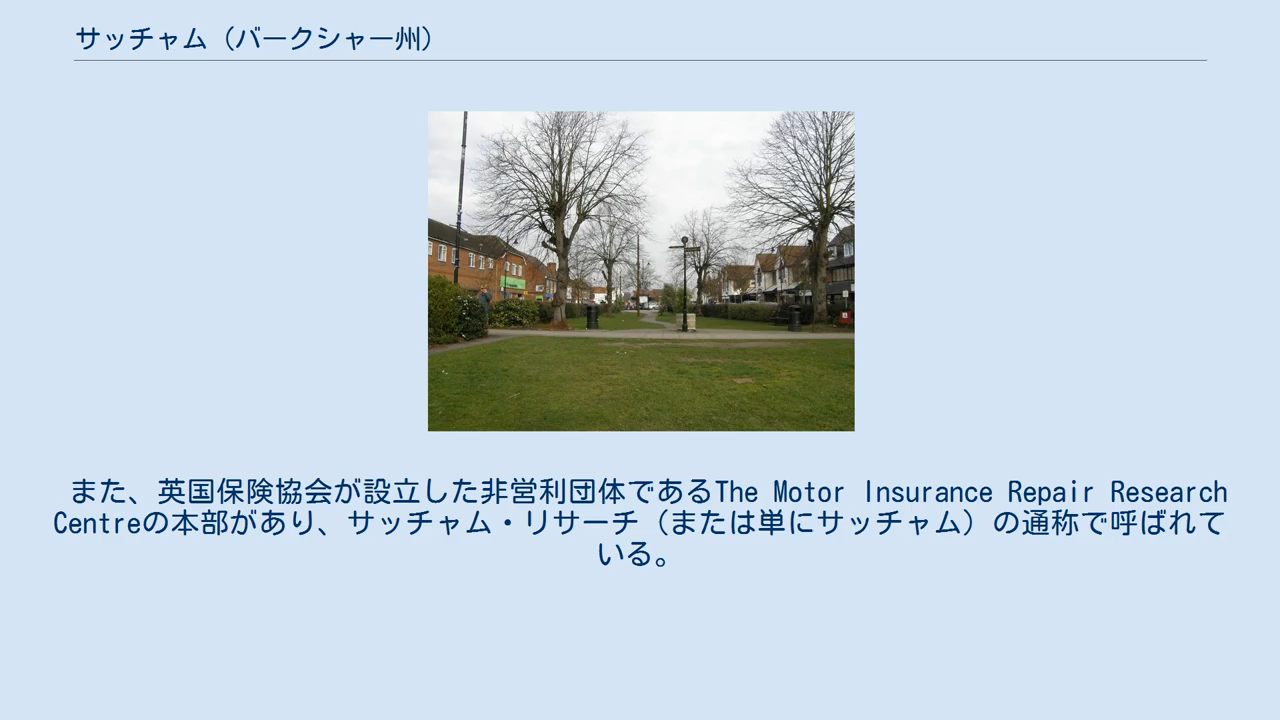 サッチャム（バークシャー州）
また、英国保険協会が設立した非営利団体であるThe Motor Insurance Repair Research
Centreの本部があり、サッチャム・リサーチ（または単にサッチャム）の通称で呼ばれて
いる。